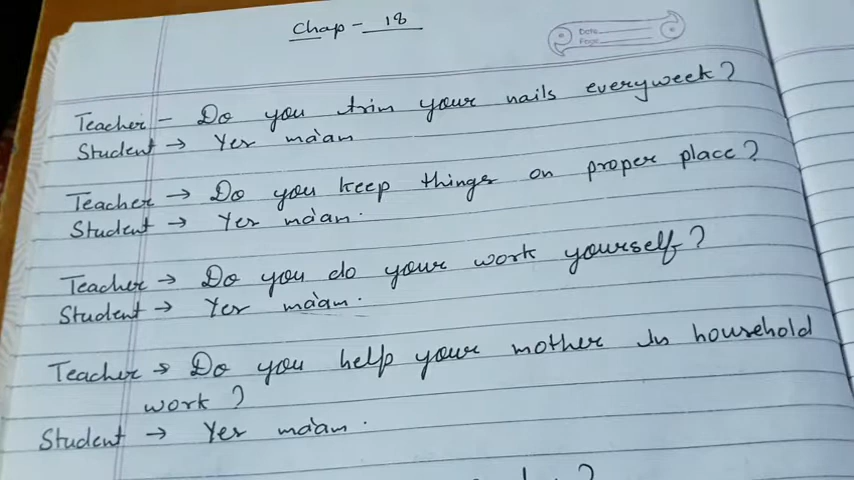 Chap - 18
Date
Page
Teacher - Do you trim your nails everyweek?
Student → Yes ma'am
Teacher → Do you keep things on proper place?
Student → Yes ma'am.
Teacher → Do you do your work yourself?
Student → Yes ma'am.
Teacher → Do you help your mother in household
work?
Student → Yes ma'am.